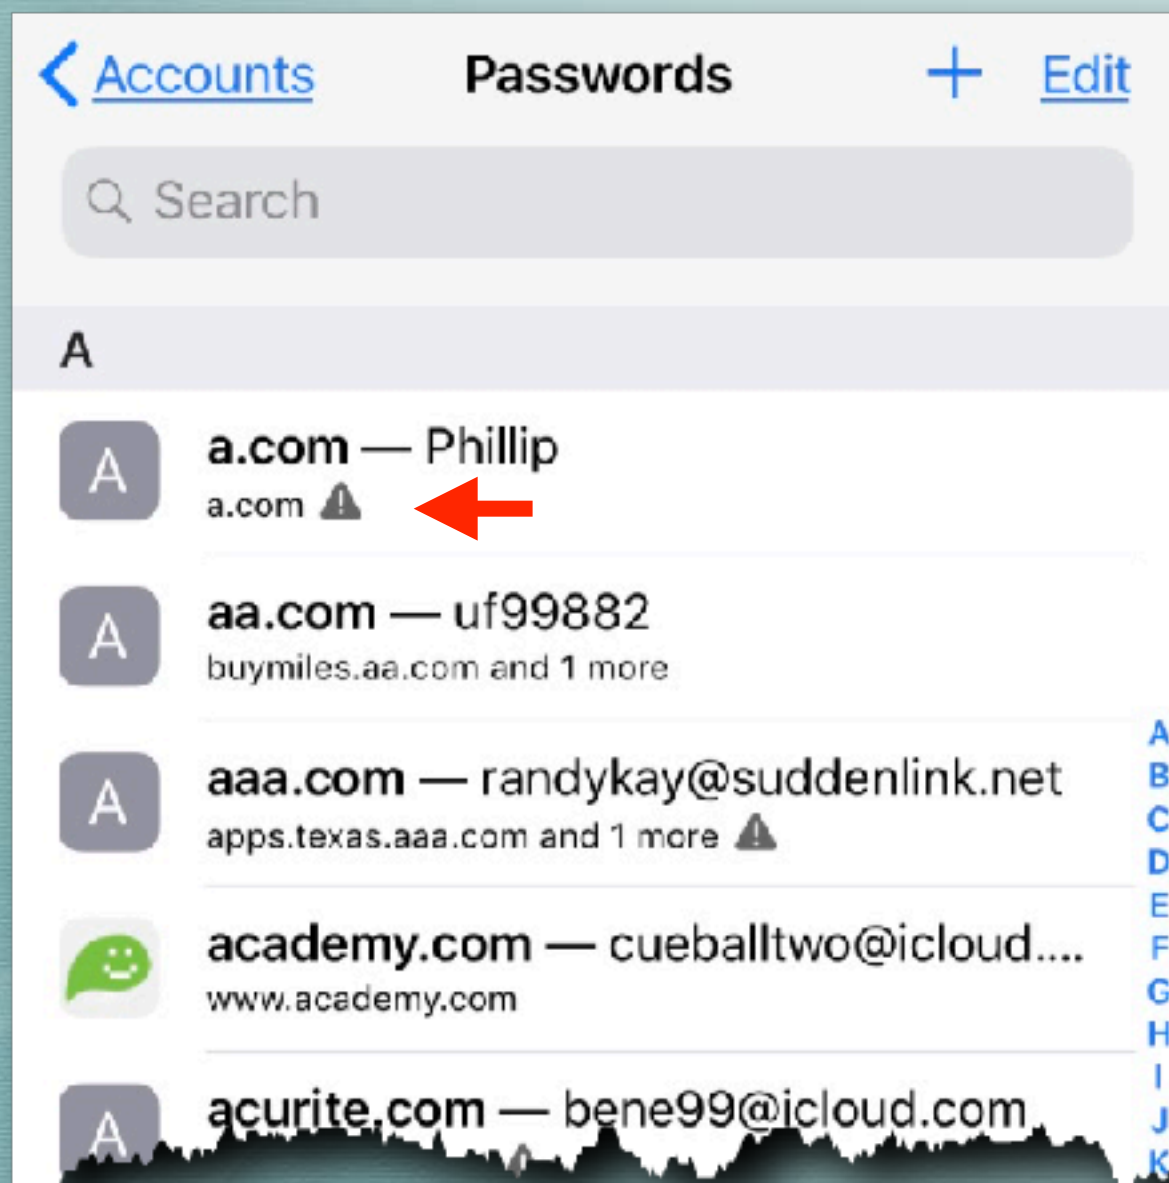 Accounts Passwords + Edit
Search
A
A
a.com — Phillip
a.com
A
aa.com — uf99882
buymiles.aa.com and 1 more
A
aaa.com — randykay@suddenlink.net
apps.texas.aaa.com and 1 more
academy.com — cueballtwo@icloud....
www.academy.com
A
acurite.com — bene99@icloud.com
A
B
C
D
E
F
G
H
I
J
K